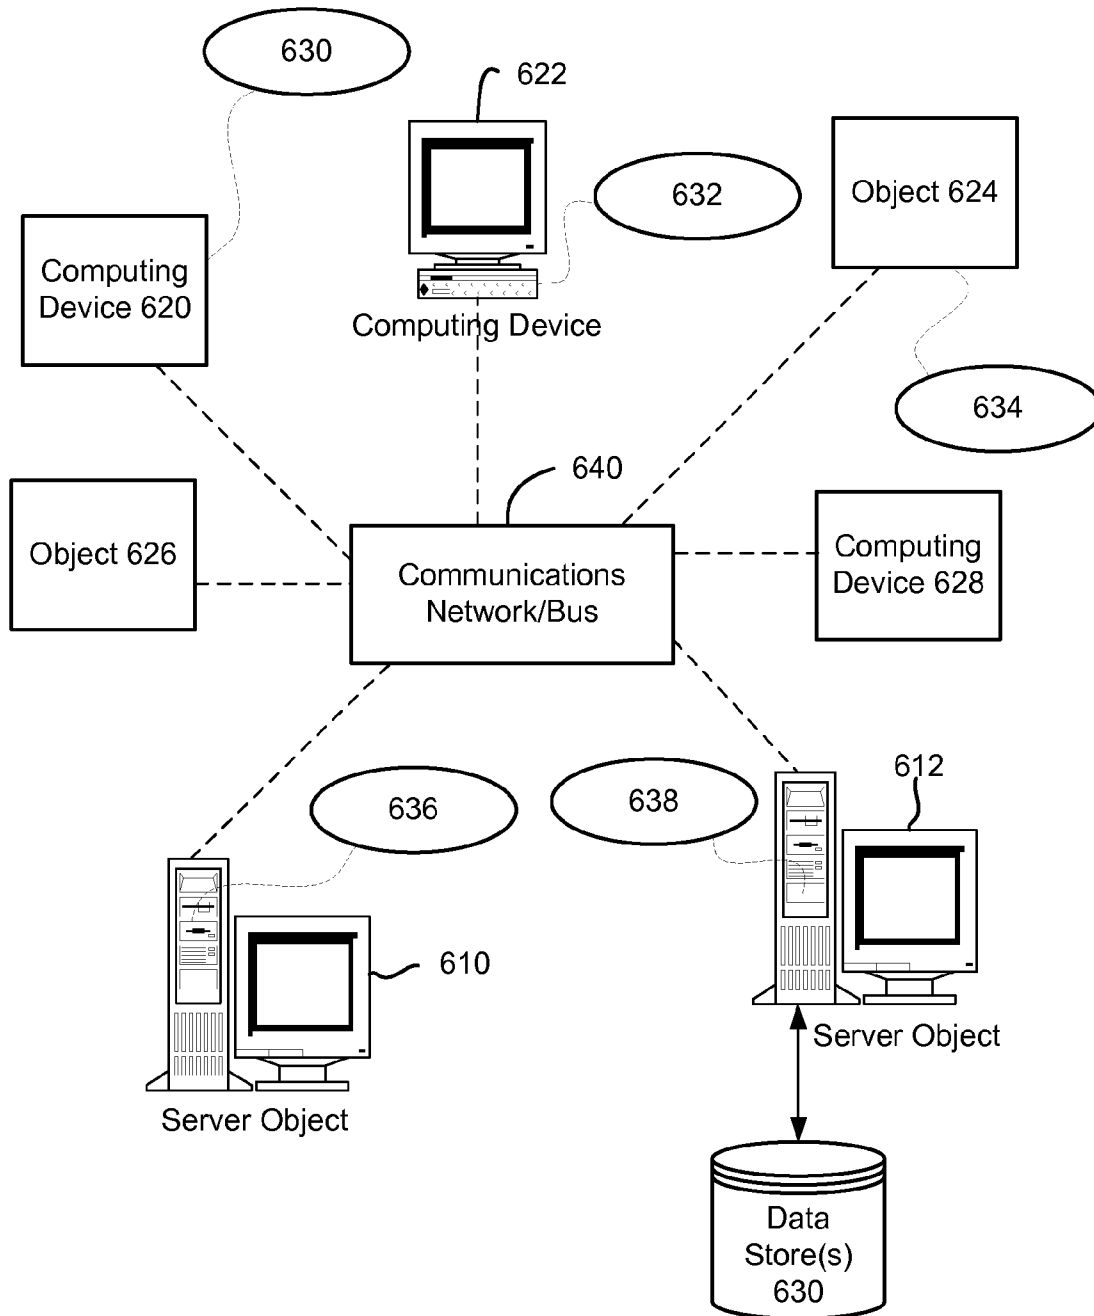 630
622
632
Object 624
Computing
Device 620
Computing Device
634
640
Object 626
Communications
Network/Bus
Computing
Device 628
636
638
612
610
Server Object
Server Object
Data
Store(s)
630